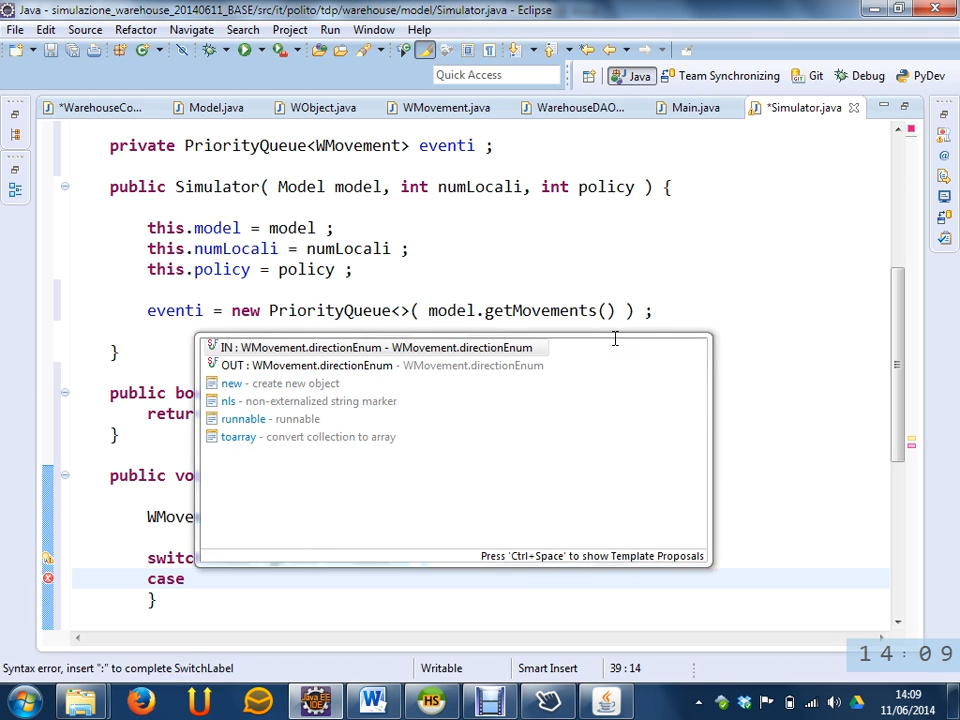 Java - simulazione_warehouse_20140611_BASE/src/it/polito/tdp/warehouse/model/Simulator.java - Eclipse
File Edit Source Refactor Navigate Search Project Run Window Help
Quick Access
Java Team Synchronizing Git Debug PyDev
*WarehouseCo... Model.java WObject.java WMovement.java WarehouseDAO... Main.java *Simulator.java
private PriorityQueue<WMovement> eventi ;
public Simulator( Model model, int numLocali, int policy ) {
this.model = model ;
this.numLocali = numLocali ;
this.policy = policy ;
eventi = new PriorityQueue<>( model.getMovements() ) ;
}
IN : WMovement.directionEnum - WMovement.directionEnum
OUT : WMovement.directionEnum - WMovement.directionEnum
new - create new object
nls - non-externalized string marker
runnable - runnable
toarray - convert collection to array
Press 'Ctrl+Space' to show Template Proposals
public bo
retur
}
public vo
WMove
switc
case
}
Syntax error, insert ":" to complete SwitchLabel Writable Smart Insert 39 : 14
14:09
14:09
11/06/2014